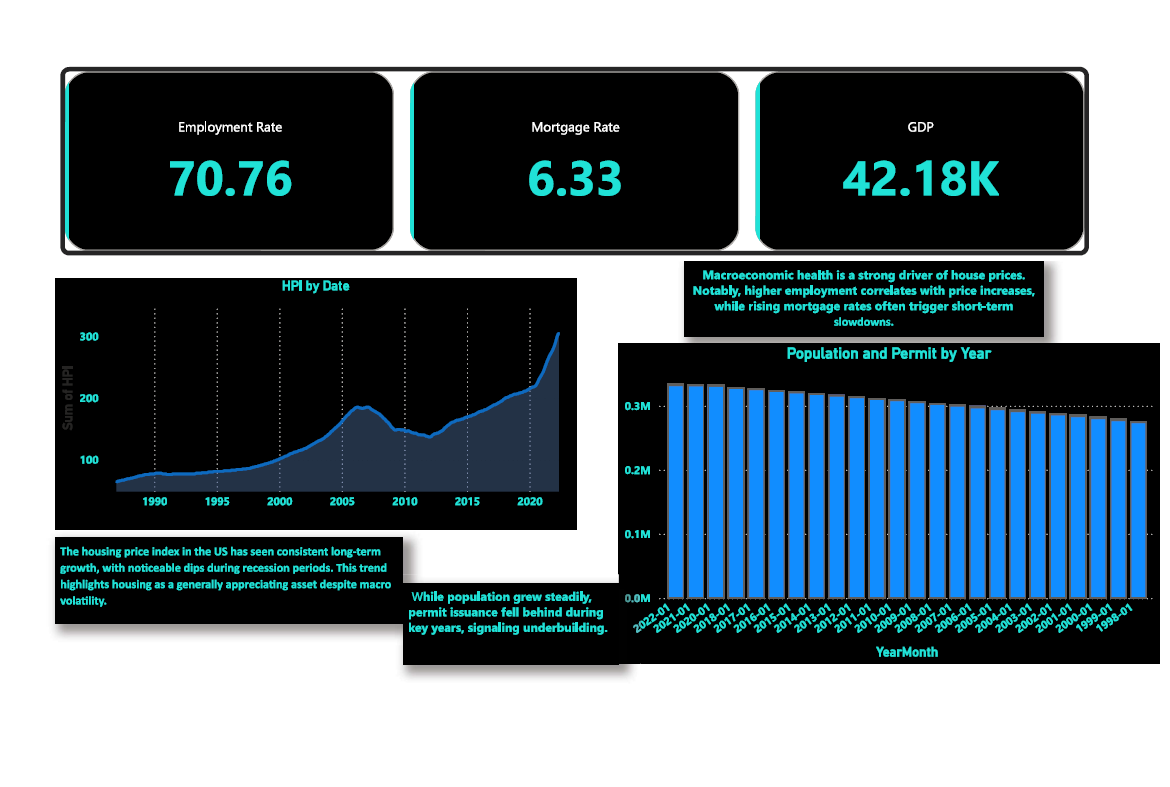 Employment Rate
70.76
Mortgage Rate
6.33
GDP
42.18K
Macroeconomic health is a strong driver of house prices.
Notably, higher employment correlates with price increases,
while rising mortgage rates often trigger short-term
slowdowns.
HPI by Date
Sum of HPI
300
200
100
1990 1995 2000 2005 2010 2015 2020
Population and Permit by Year
0.3M
0.2M
0.1M
0.0M
2022-01 2021-01 2020-01 2018-01 2017-01 2016-01 2015-01 2014-01 2013-01 2012-01 2011-01 2010-01 2009-01 2008-01 2007-01 2006-01 2005-01 2004-01 2003-01 2002-01 2001-01 2000-01 1999-01 1998-01
YearMonth
The housing price index in the US has seen consistent long-term
growth, with noticeable dips during recession periods. This trend
highlights housing as a generally appreciating asset despite macro
volatility.
While population grew steadily,
permit issuance fell behind during
key years, signaling underbuilding.